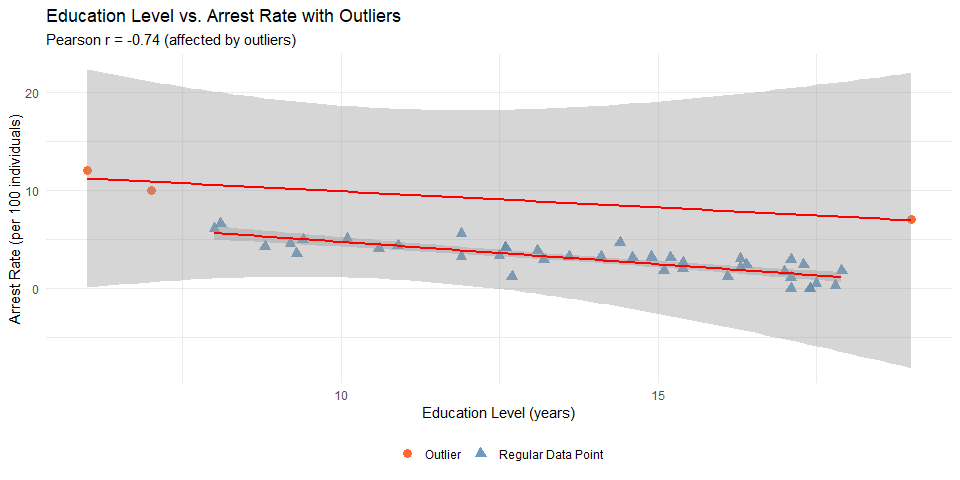 Education Level vs. Arrest Rate with Outliers
Pearson r = -0.74 (affected by outliers)
Arrest Rate (per 100 individuals)
20
10
0
10
15
Education Level (years)
Outlier
Regular Data Point